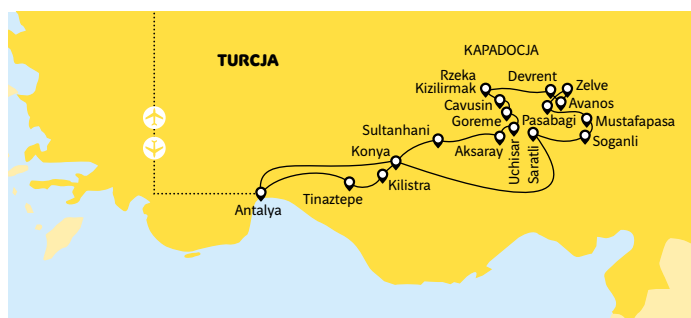 KAPADOCJA
TURCJA
Rzeka
Kizilirmak
Devrent
Zelve
Cavusin
Avanos
Goreme
Pasabagi
Mustafapasa
Sultanhani
Soganli
Konya
Aksaray
Uchisar
Saratli
Kilistra
Tinaztepe
Antalya